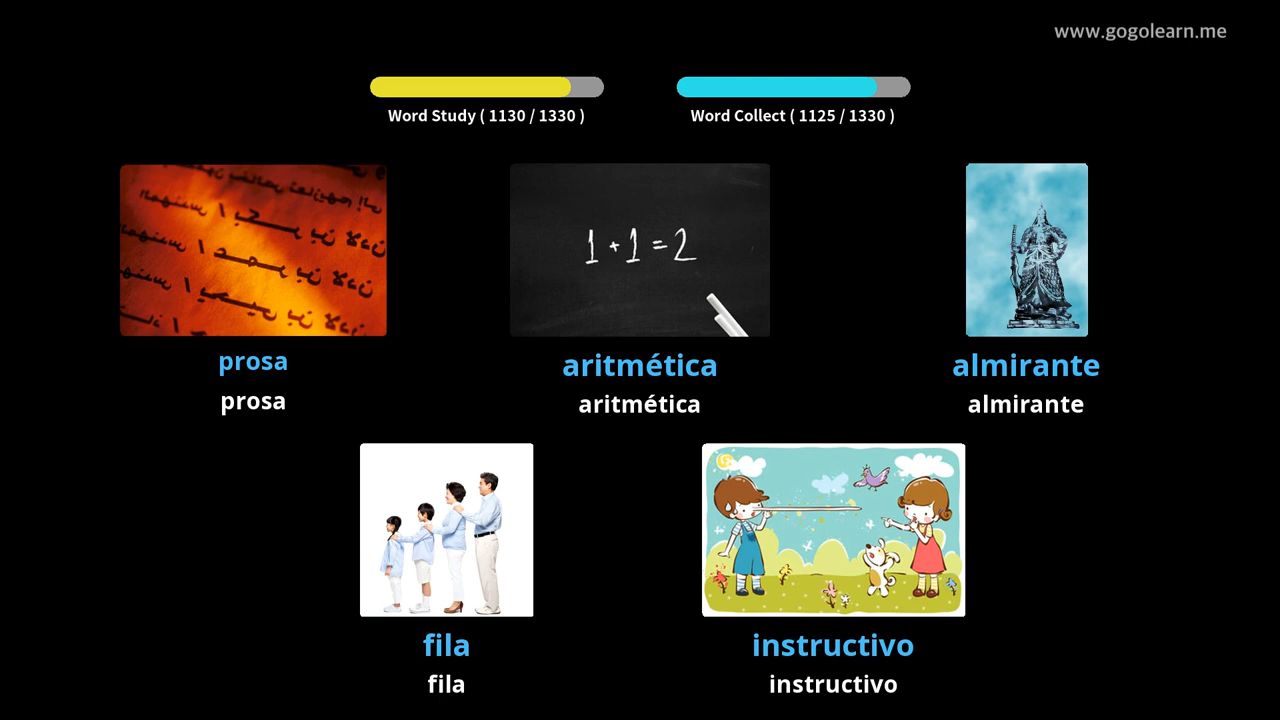 www.gogolearn.me
Word Study ( 1130 / 1330 )
Word Collect ( 1125 / 1330 )
1 + 1 = 2
prosa
prosa
aritmética
aritmética
almirante
almirante
fila
fila
instructivo
instructivo